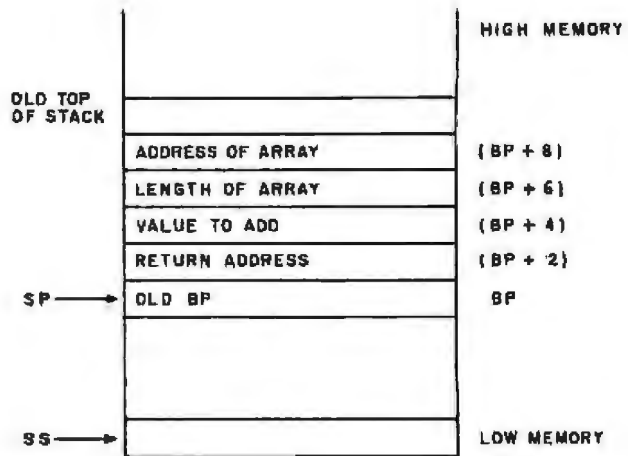 HIGH MEMORY
OLD TOP
OF STACK
ADDRESS OF ARRAY (BP + 8)
LENGTH OF ARRAY (BP + 6)
VALUE TO ADD (BP + 4)
RETURN ADDRESS (BP + 2)
SP OLD BP BP
SS LOW MEMORY